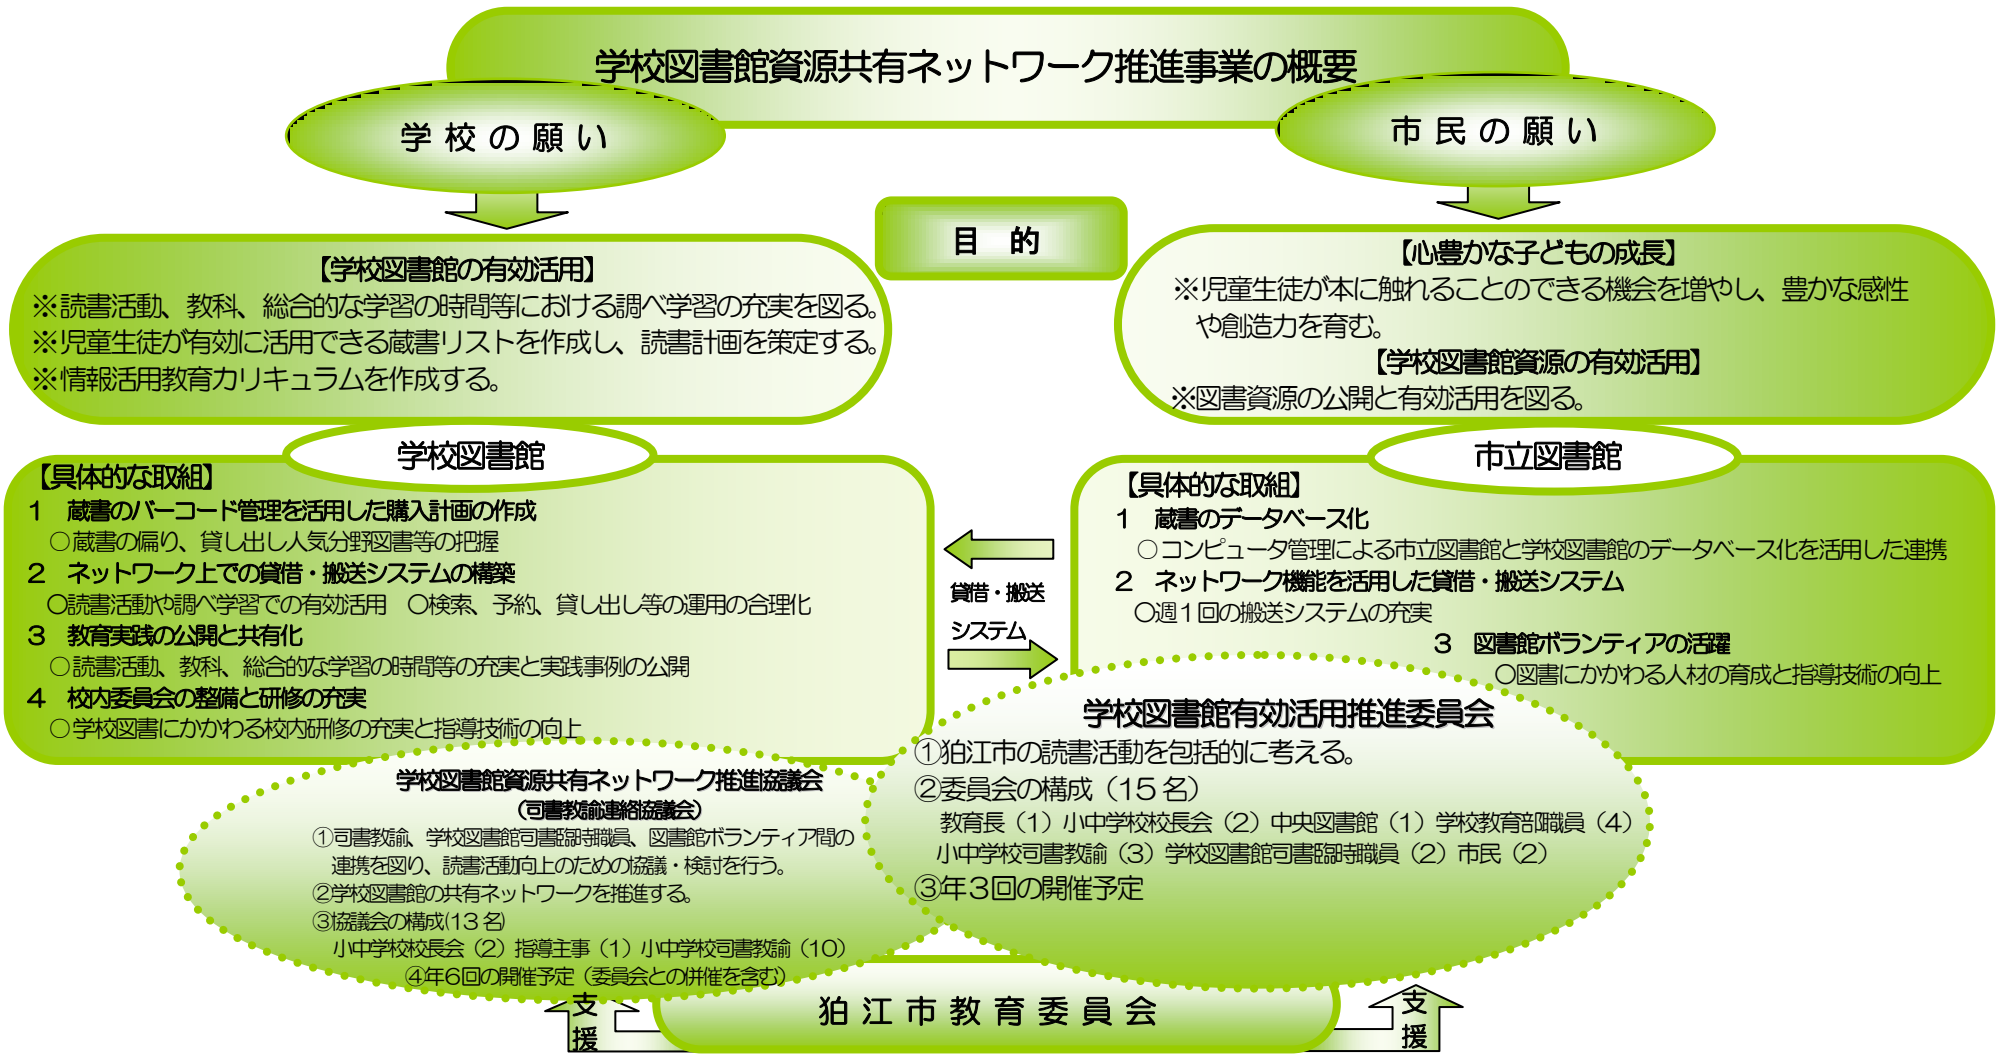 学校図書館資源共有ネットワーク推進事業の概要
学校の願い
市民の願い
目　的
【学校図書館の有効活用】
※読書活動、教科、総合的な学習の時間等における調べ学習の充実を図る。
※児童生徒が有効に活用できる蔵書リストを作成し、読書計画を策定する。
※情報活用教育カリキュラムを作成する。
【心豊かな子どもの成長】
※児童生徒が本に触れることのできる機会を増やし、豊かな感性
や創造力を育む。
【学校図書館資源の有効活用】
※図書資源の公開と有効活用を図る。
学校図書館
【具体的な取組】
1　蔵書のバーコード管理を活用した購入計画の作成
○蔵書の偏り、貸し出し人気分野図書等の把握
2　ネットワーク上での貸借・搬送システムの構築
○読書活動や調べ学習での有効活用　○検索、予約、貸し出し等の運用の合理化
3　教育実践の公開と共有化
○読書活動、教科、総合的な学習の時間等の充実と実践事例の公開
4　校内委員会の整備と研修の充実
○学校図書にかかわる校内研修の充実と指導技術の向上
貸借・搬送
システム
市立図書館
【具体的な取組】
1　蔵書のデータベース化
○コンピュータ管理による市立図書館と学校図書館のデータベース化を活用した連携
2　ネットワーク機能を活用した貸借・搬送システム
○週1回の搬送システムの充実
3　図書館ボランティアの活躍
○図書にかかわる人材の育成と指導技術の向上
学校図書館資源共有ネットワーク推進協議会
（司書教諭連絡協議会）
①司書教諭、学校図書館司書臨時職員、図書館ボランティア間の
連携を図り、読書活動向上のための協議・検討を行う。
②学校図書館の共有ネットワークを推進する。
③協議会の構成(13名)
小中学校校長会（2）指導主事（1）小中学校司書教諭（10）
④年6回の開催予定（委員会との併催を含む）
学校図書館有効活用推進委員会
①狛江市の読書活動を包括的に考える。
②委員会の構成（15名）
教育長（1）小中学校校長会（2）中央図書館（1）学校教育部職員（4）
小中学校司書教諭（3）学校図書館司書臨時職員（2）市民（2）
③年3回の開催予定
支援
狛江市教育委員会
支援